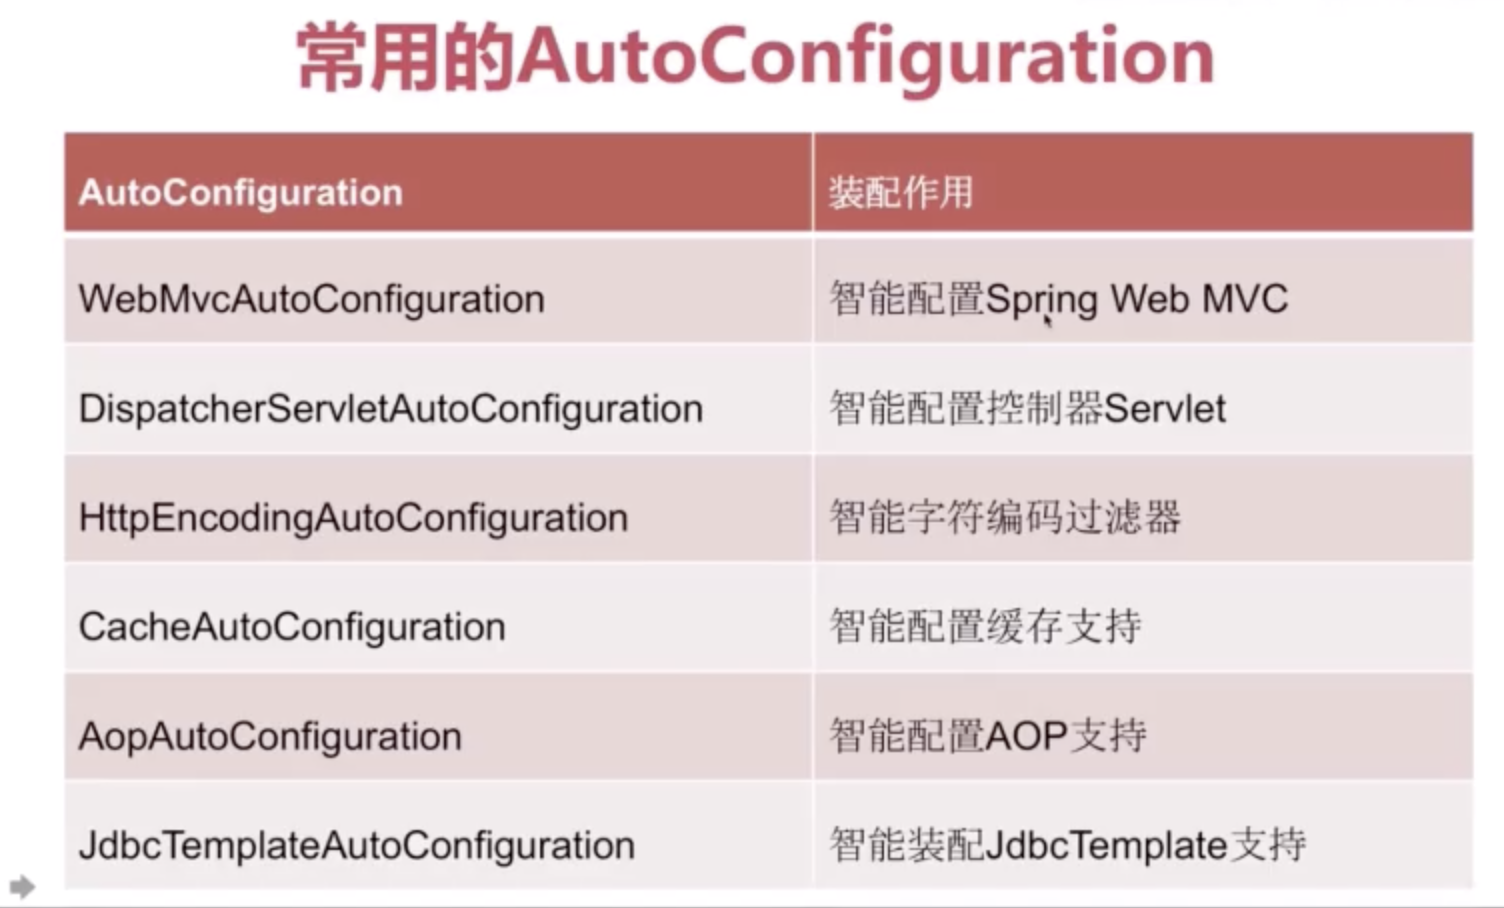 常用的AutoConfiguration
AutoConfiguration 装配作用
WebMvcAutoConfiguration 智能配置Spring Web MVC
DispatcherServletAutoConfiguration 智能配置控制器Servlet
HttpEncodingAutoConfiguration 智能字符编码过滤器
CacheAutoConfiguration 智能配置缓存支持
AopAutoConfiguration 智能配置AOP支持
JdbcTemplateAutoConfiguration 智能装配JdbcTemplate支持